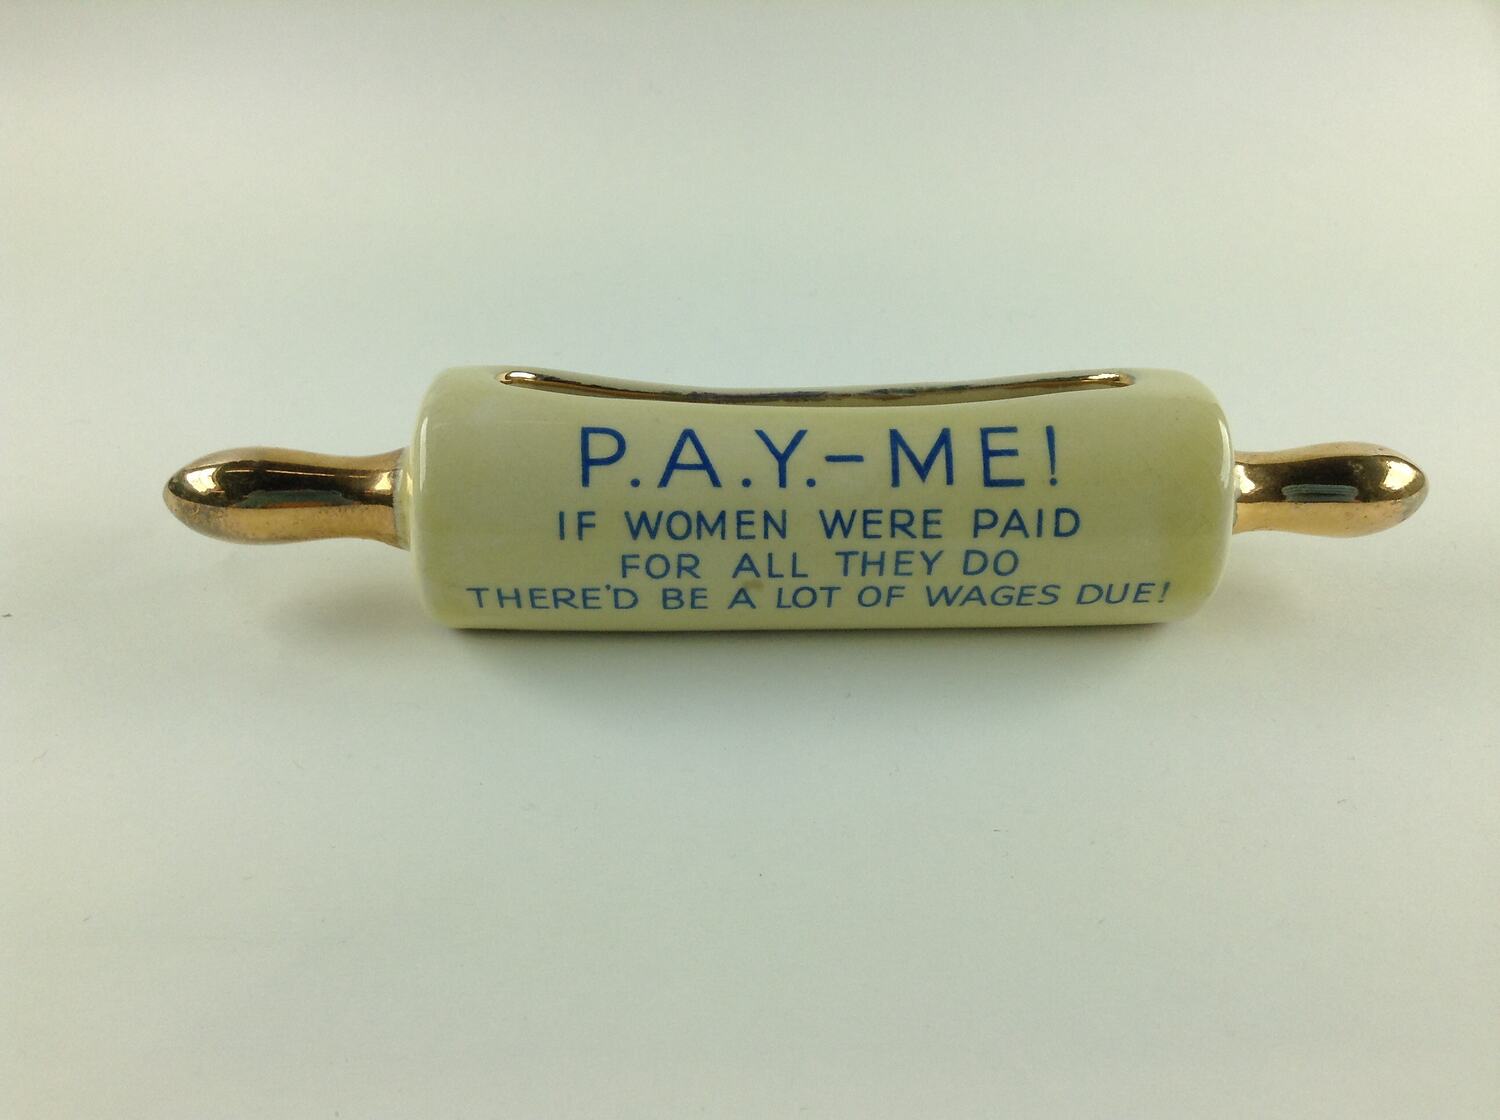 P.A.Y.-ME!
IF WOMEN WERE PAID
FOR ALL THEY DO
THERE'D BE A LOT OF WAGES DUE!